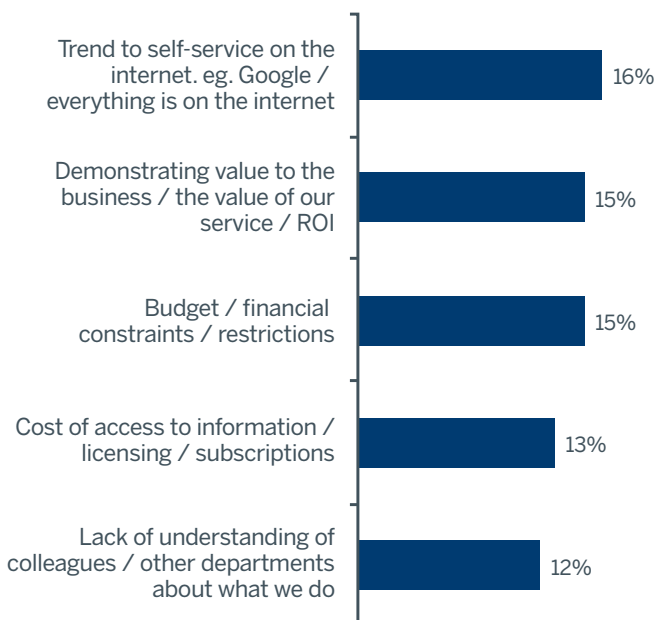 Trend to self-service on the
internet. eg. Google /
everything is on the internet
16%
Demonstrating value to the
business / the value of our
service / ROI
15%
Budget / financial
constraints / restrictions
15%
Cost of access to information /
licensing / subscriptions
13%
Lack of understanding of
colleagues / other departments
about what we do
12%